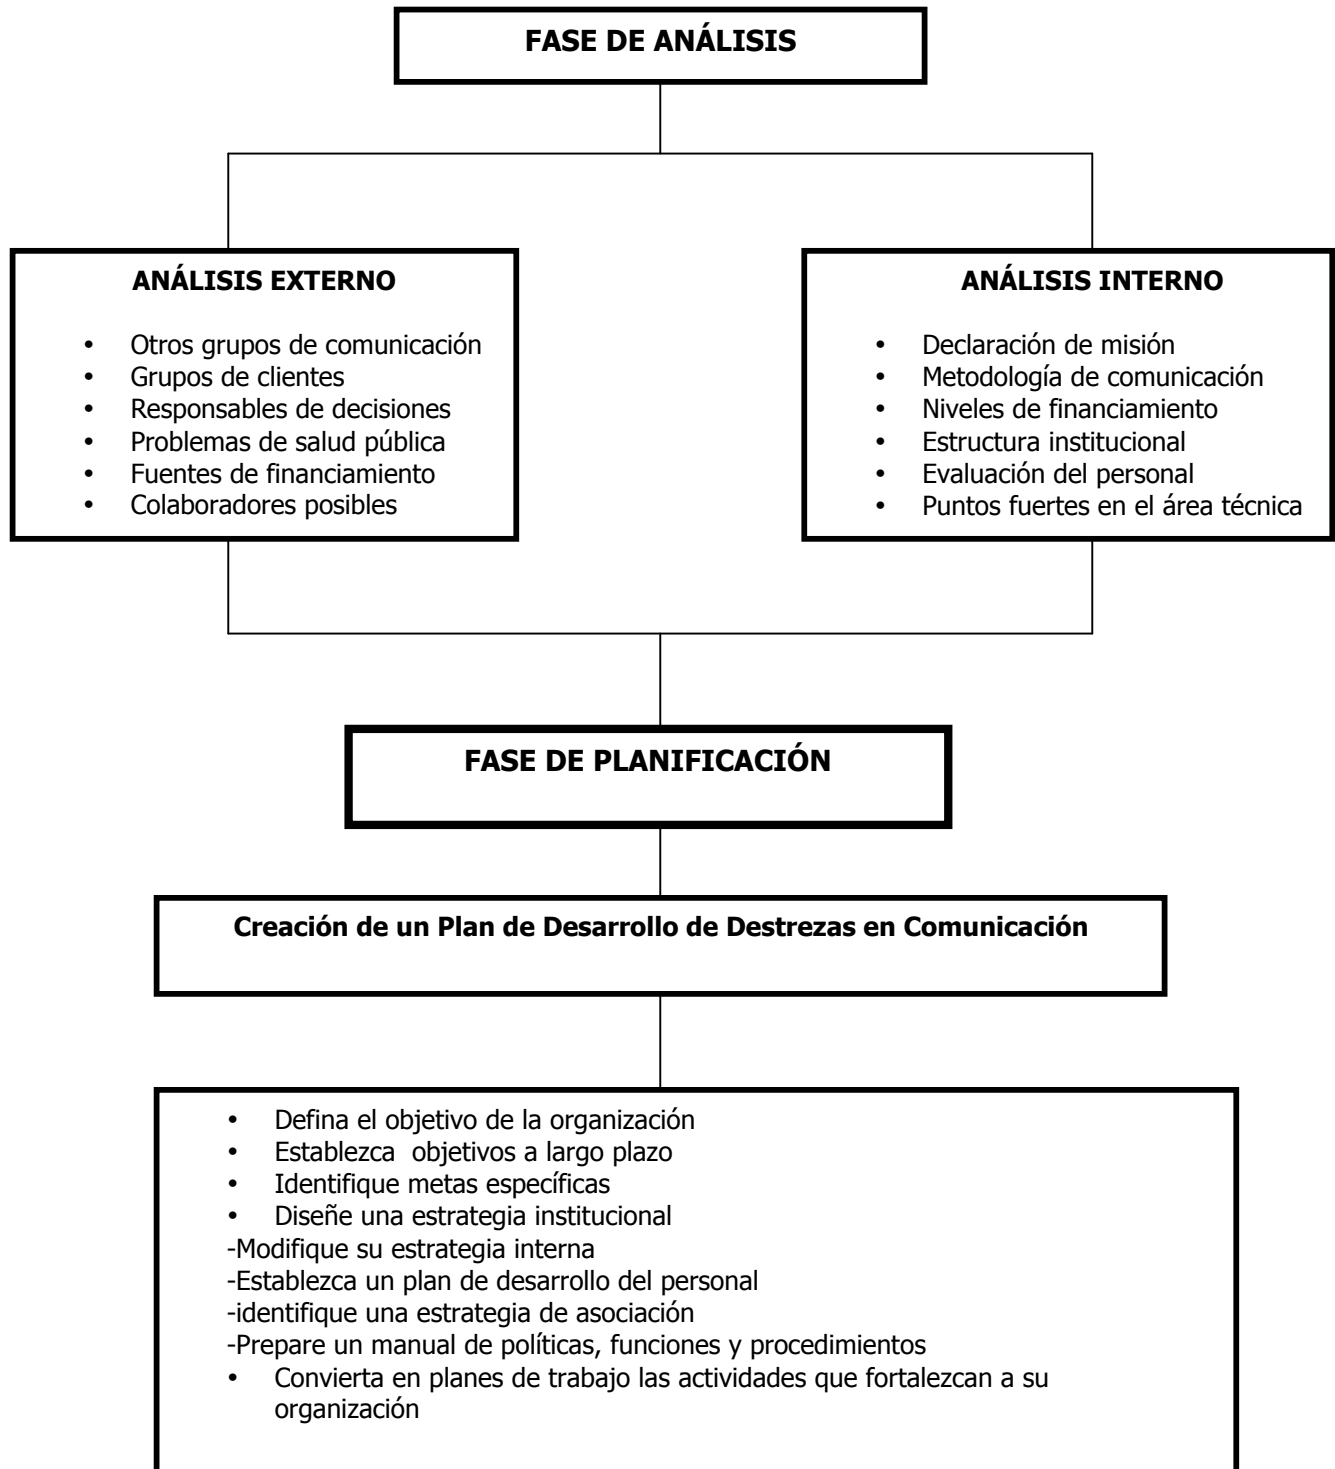 FASE DE ANÁLISIS
ANÁLISIS EXTERNO
• Otros grupos de comunicación
• Grupos de clientes
• Responsables de decisiones
• Problemas de salud pública
• Fuentes de financiamiento
• Colaboradores posibles
ANÁLISIS INTERNO
• Declaración de misión
• Metodología de comunicación
• Niveles de financiamiento
• Estructura institucional
• Evaluación del personal
• Puntos fuertes en el área técnica
FASE DE PLANIFICACIÓN
Creación de un Plan de Desarrollo de Destrezas en Comunicación
• Defina el objetivo de la organización
• Establezca  objetivos a largo plazo
• Identifique metas específicas
• Diseñe una estrategia institucional
-Modifique su estrategia interna
-Establezca un plan de desarrollo del personal
-identifique una estrategia de asociación
-Prepare un manual de políticas, funciones y procedimientos
• Convierta en planes de trabajo las actividades que fortalezcan a su
organización